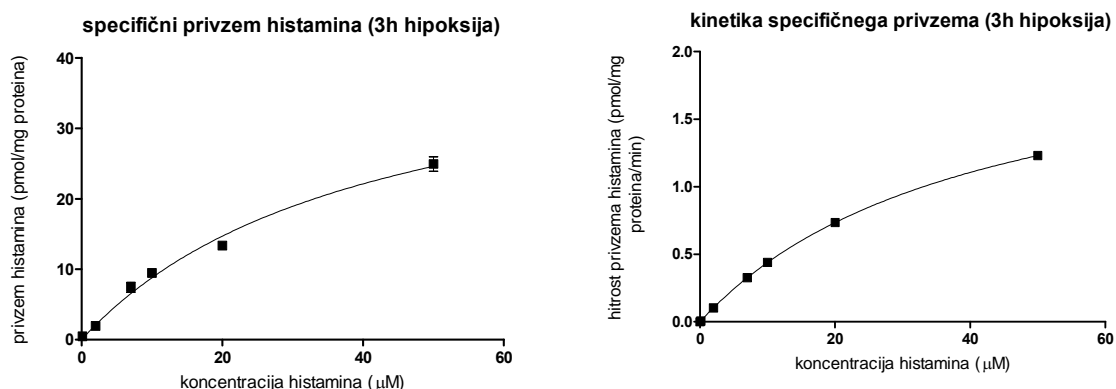 specifični privzem histamina (3h hipoksija)
privzem histamina (pmol/mg proteina)
40
30
20
10
0
0
20
40
60
koncentracija histamina ( μM)
kinetika specifičnega privzema (3h hipoksija)
hitrost privzema histamina (pmol/mg
proteina/min)
2.0
1.5
1.0
0.5
0.0
0
20
40
60
koncentracija histamina ( μM)